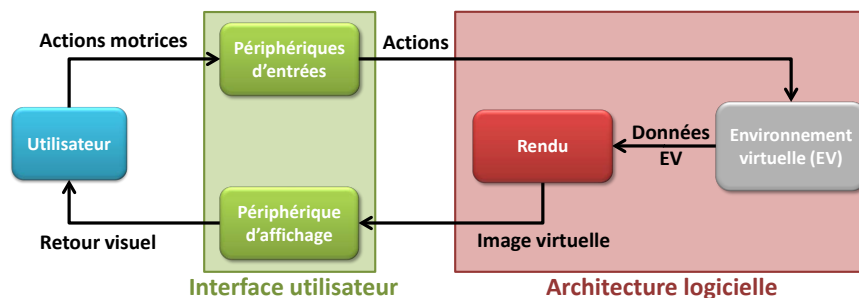 Actions motrices
Périphériques
d'entrées
Actions
Utilisateur
Rendu
Données
EV
Environnement
virtuelle (EV)
Périphérique
d'affichage
Retour visuel
Image virtuelle
Interface utilisateur
Architecture logicielle